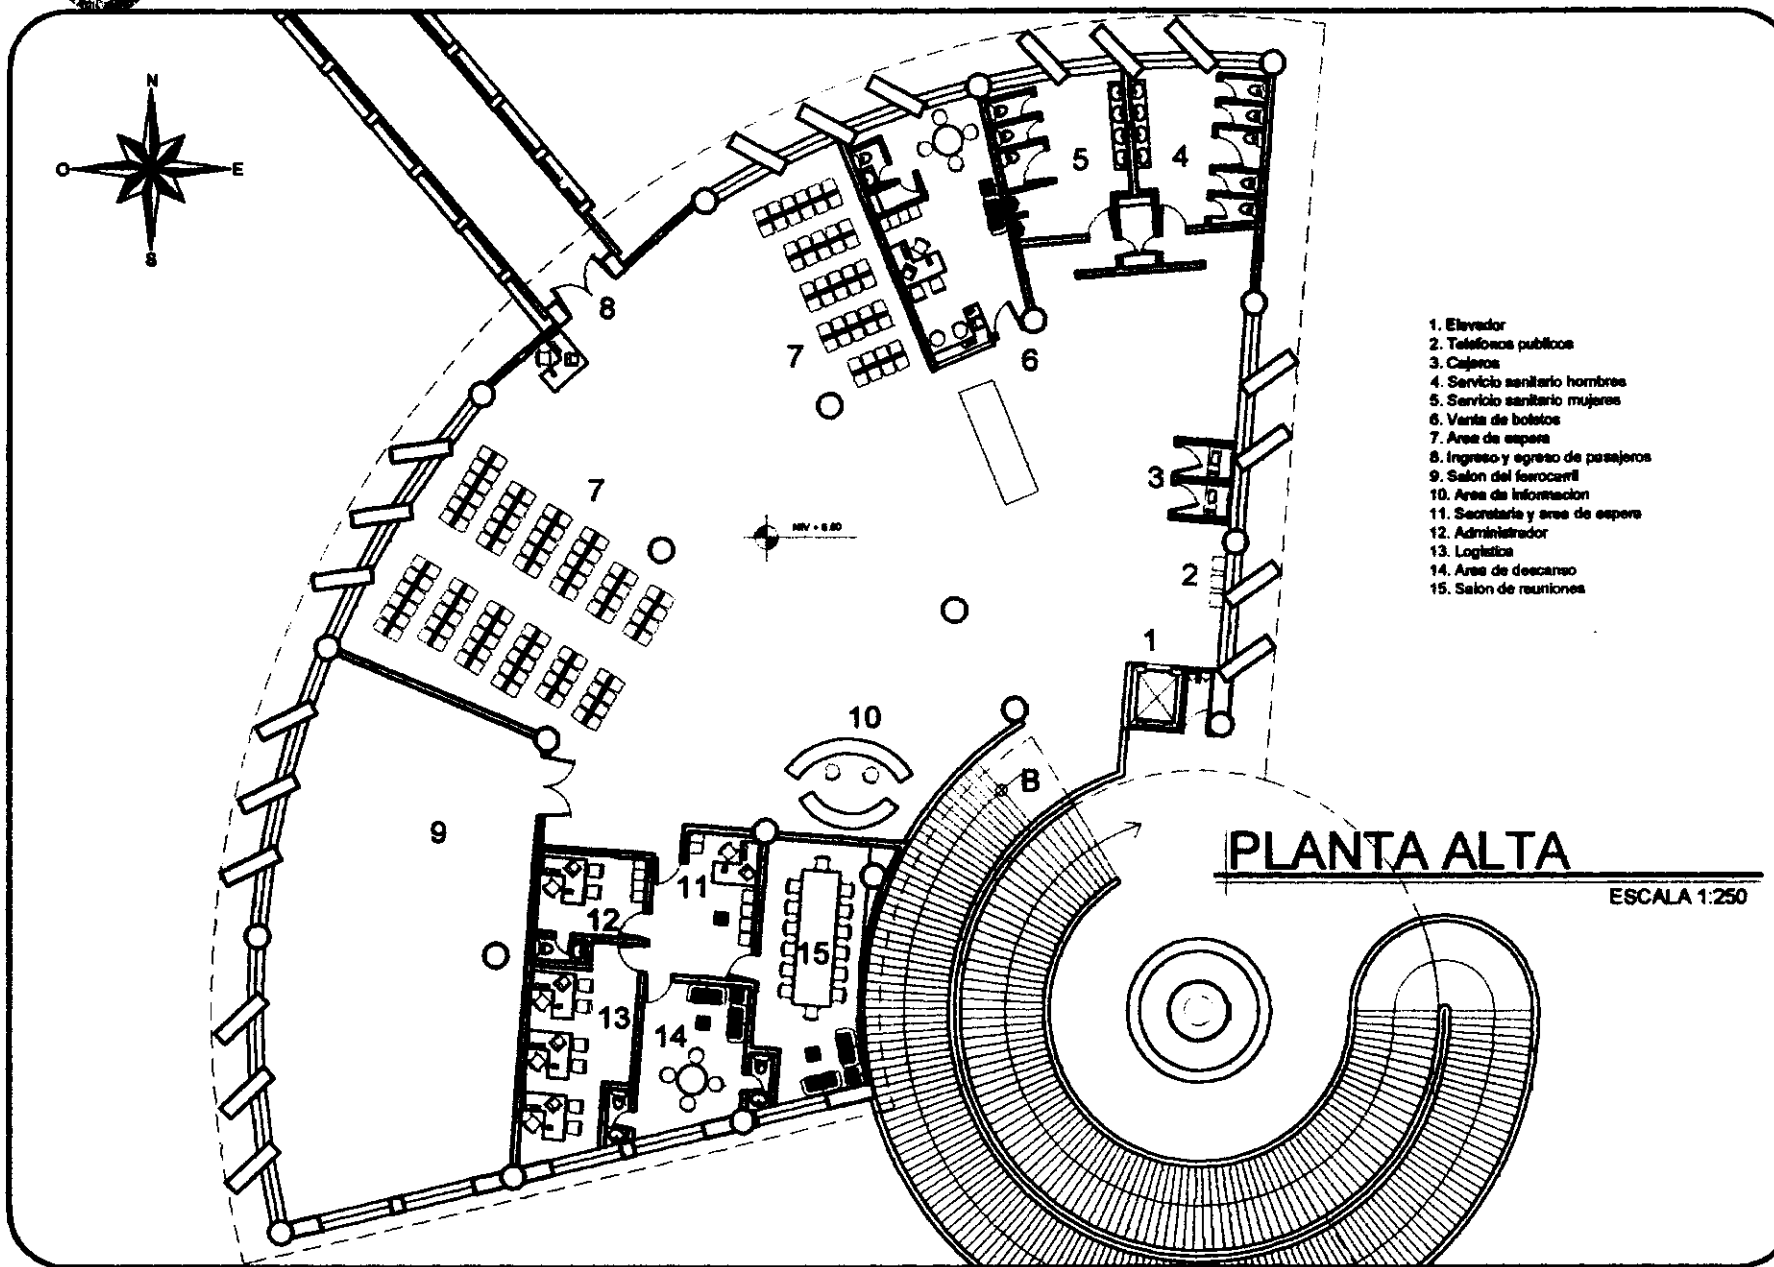 N
O
E
S
5
4
8
7
6
1. Elevador
2. Telefonos publicos
3. Cajeros
4. Servicio sanitario hombres
5. Servicio sanitario mujeres
6. Venta de boletos
7. Area de espera
8. Ingreso y egreso de pasajeros
9. Salon del ferrocarril
10. Area de informacion
11. Secretaria y area de espera
12. Administrador
13. Logistica
14. Area de descanso
15. Salon de reuniones
3
7
NIV + 6.60
2
1
10
B
9
PLANTA ALTA
ESCALA 1:250
11
12
15
13
14